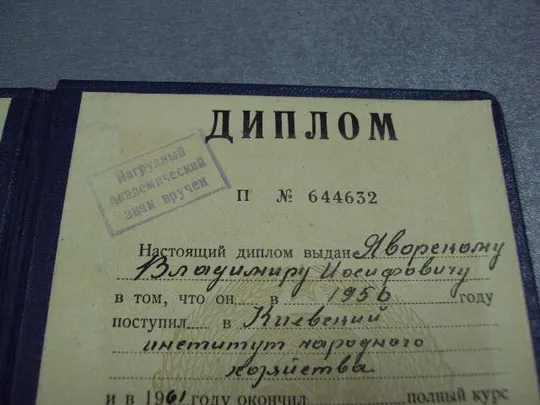 ДИПЛОМ
Нагрудный
Академический
знак вручен
П № 644632
Настоящий диплом выдан Яворскому
Владимиру Иосифовичу
в том, что он в 1956 году
поступил в Киевский
институт народного
хозяйства
и в 1961 году окончил полный курс